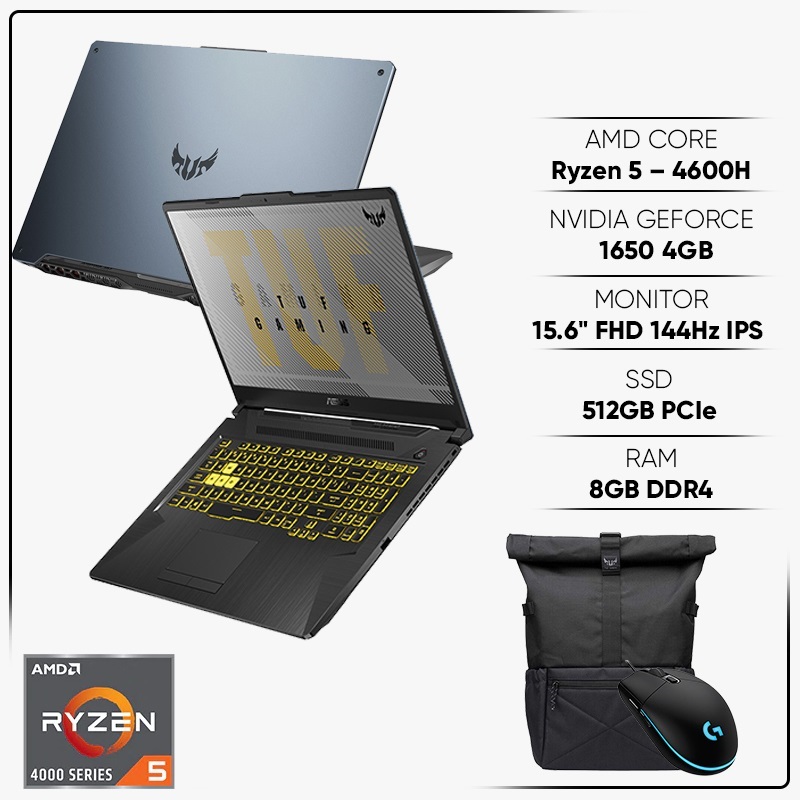 AMD CORE
Ryzen 5 – 4600H
NVIDIA GEFORCE
1650 4GB
MONITOR
15.6" FHD 144Hz IPS
SSD
512GB PCIe
RAM
8GB DDR4
TUF
TUF
GAMING
AMD
RYZEN
4000 SERIES 5
G